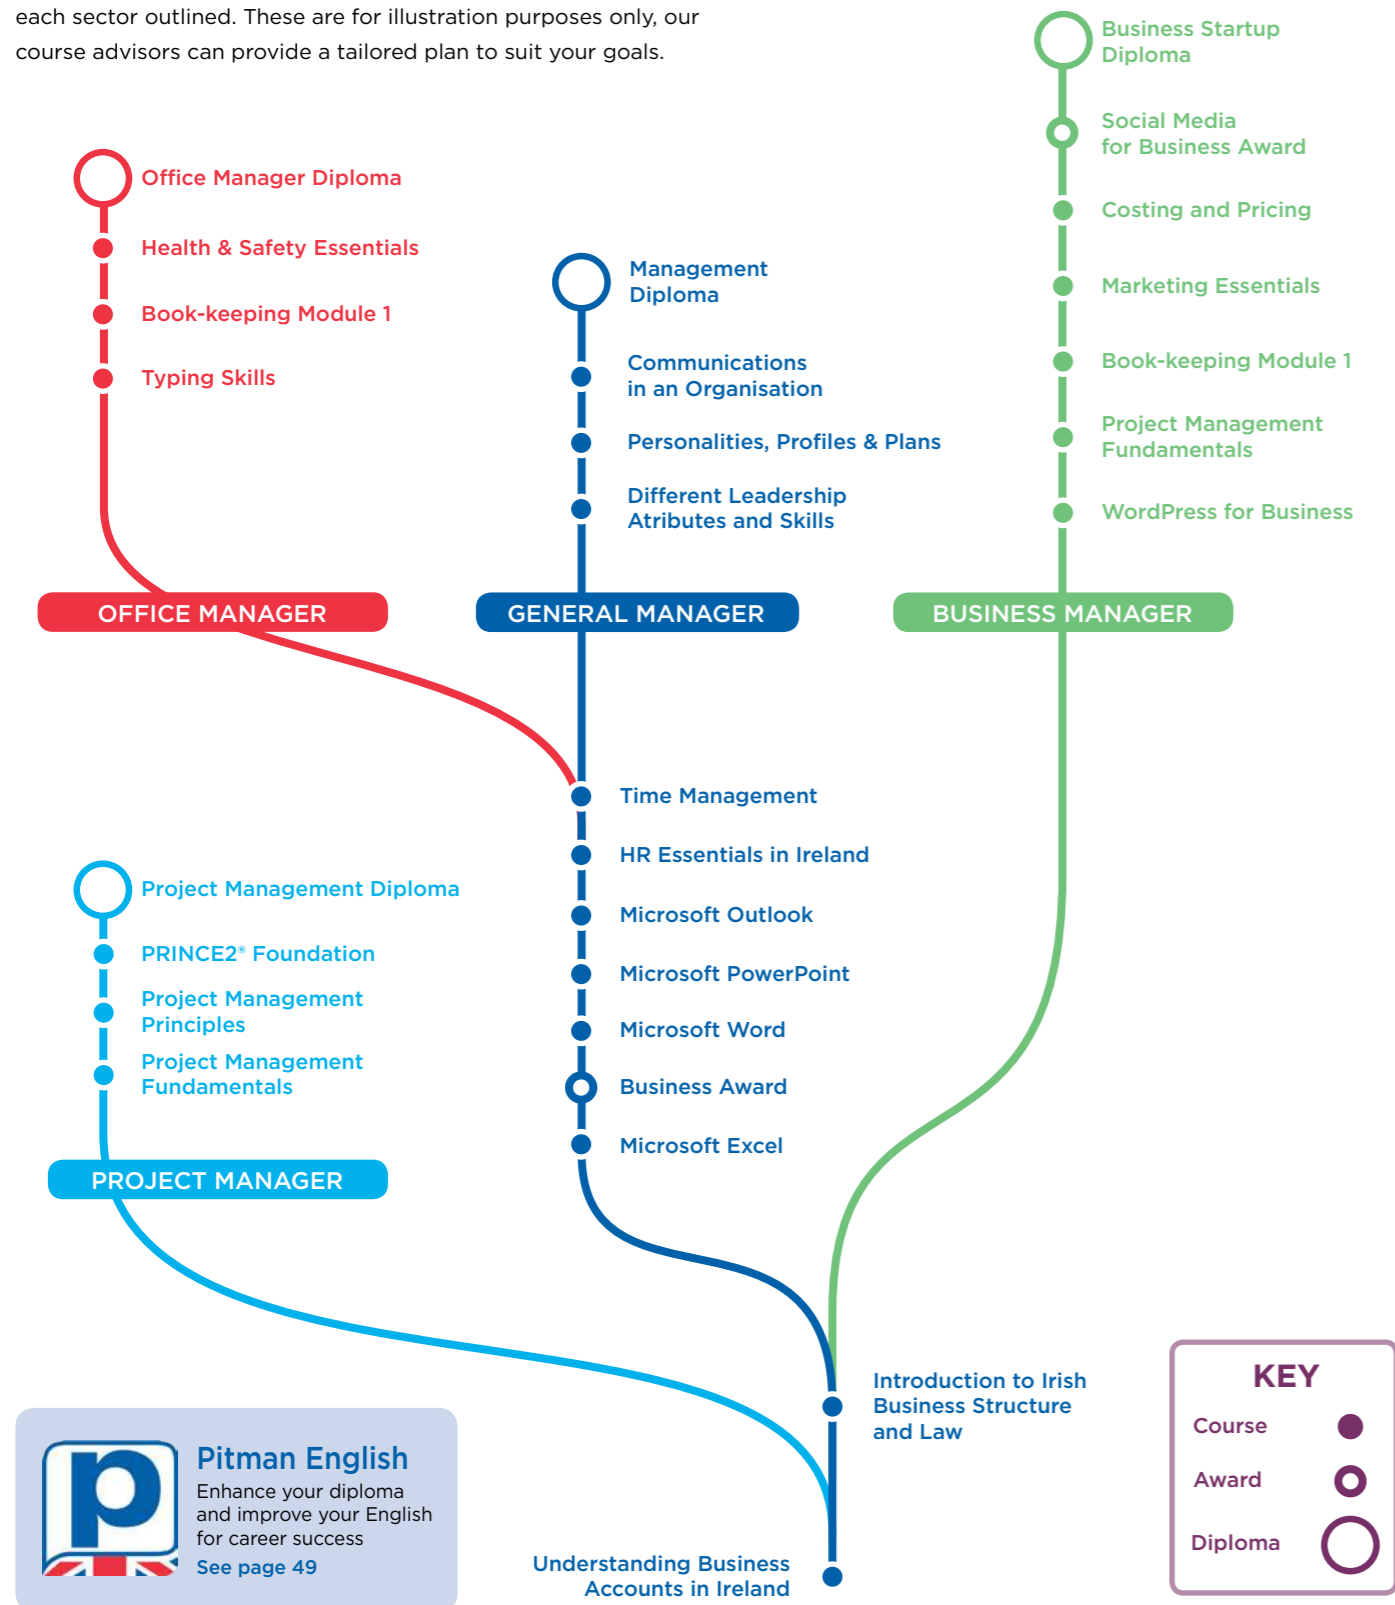 each sector outlined. These are for illustration purposes only, our
course advisors can provide a tailored plan to suit your goals.
Business Startup
Diploma
Social Media
for Business Award
Costing and Pricing
Marketing Essentials
Book-keeping Module 1
Project Management
Fundamentals
WordPress for Business
BUSINESS MANAGER
Office Manager Diploma
Health & Safety Essentials
Book-keeping Module 1
Typing Skills
OFFICE MANAGER
Management
Diploma
Communications
in an Organisation
Personalities, Profiles & Plans
Different Leadership
Atributes and Skills
GENERAL MANAGER
Time Management
HR Essentials in Ireland
Microsoft Outlook
Microsoft PowerPoint
Microsoft Word
Business Award
Microsoft Excel
Project Management Diploma
PRINCE2® Foundation
Project Management
Principles
Project Management
Fundamentals
PROJECT MANAGER
Introduction to Irish
Business Structure
and Law
Understanding Business
Accounts in Ireland
p
Pitman English
Enhance your diploma
and improve your English
for career success
See page 49
KEY
Course
Award
Diploma